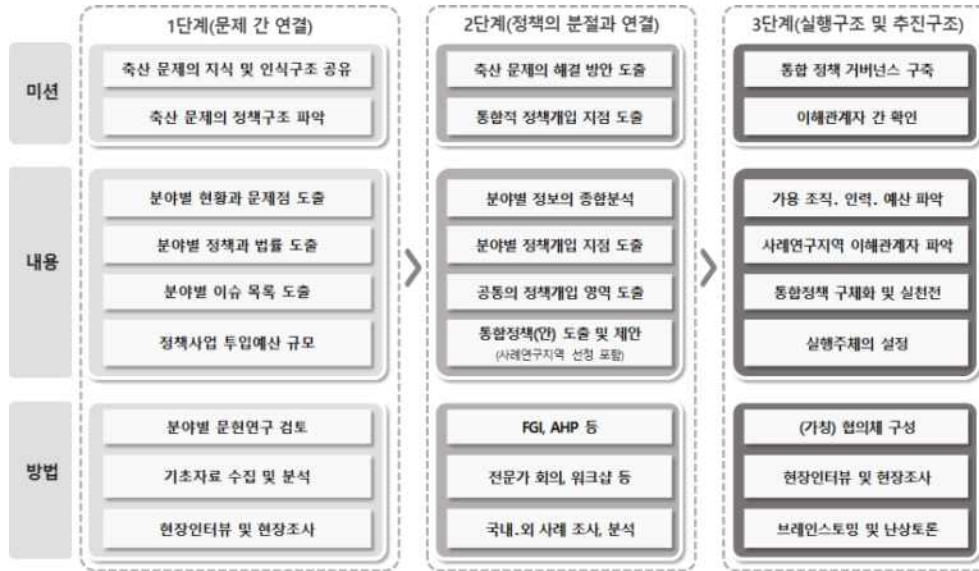 1단계(문제 간 연결)
2단계(정책의 분절과 연결)
3단계(실행구조 및 추진구조)
미션
축산 문제의 지식 및 인식구조 공유
축산 문제의 정책구조 파악
축산 문제의 해결 방안 도출
통합적 정책개입 지점 도출
통합 정책 거버넌스 구축
이해관계자 간 확인
내용
분야별 현황과 문제점 도출
분야별 정책과 법률 도출
분야별 이슈 목록 도출
정책사업 투입예산 규모
분야별 정보의 종합분석
분야별 정책개입 지점 도출
공통의 정책개입 영역 도출
통합정책(안) 도출 및 제안
(사례연구지역 선정 포함)
가용 조직. 인력. 예산 파악
사례연구지역 이해관계자 파악
통합정책 구체화 및 실천전
실행주체의 설정
방법
분야별 문헌연구 검토
기초자료 수집 및 분석
현장인터뷰 및 현장조사
FGI, AHP 등
전문가 회의, 워크샵 등
국내.외 사례 조사, 분석
(가칭) 협의체 구성
현장인터뷰 및 현장조사
브레인스토밍 및 난상토론